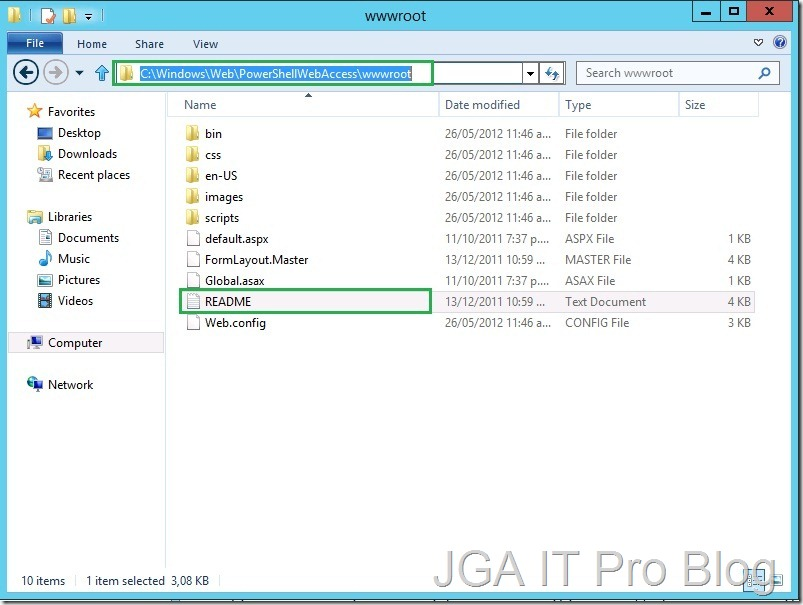 wwwroot
File Home Share View
C:\Windows\Web\PowerShellWebAccess\wwwroot Search wwwroot
Favorites
Desktop
Downloads
Recent places
Libraries
Documents
Music
Pictures
Videos
Computer
Network
Name Date modified Type Size
bin 26/05/2012 11:46 a... File folder
css 26/05/2012 11:46 a... File folder
en-US 26/05/2012 11:46 a... File folder
images 26/05/2012 11:46 a... File folder
scripts 26/05/2012 11:46 a... File folder
default.aspx 11/10/2011 7:37 p.... ASPX File 1 KB
FormLayout.Master 13/12/2011 10:59 ... MASTER File 4 KB
Global.asax 11/10/2011 7:37 p.... ASAX File 1 KB
README 13/12/2011 10:59 ... Text Document 4 KB
Web.config 26/05/2012 11:46 a... CONFIG File 3 KB
JGA IT Pro Blog
10 items 1 item selected 3,08 KB